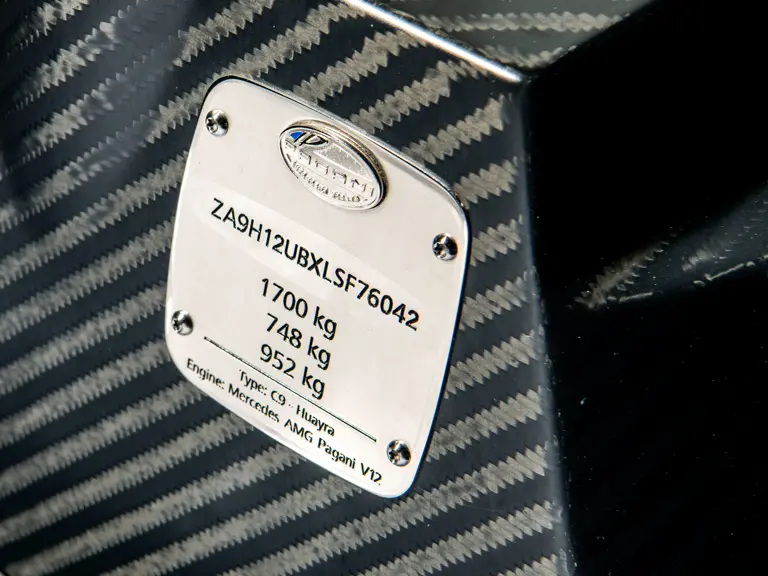 PAGANI
ZA9H12UBXLSF76042
1700 kg
748 kg
952 kg
Type: C9 - Huayra
Engine: Mercedes AMG Pagani V12